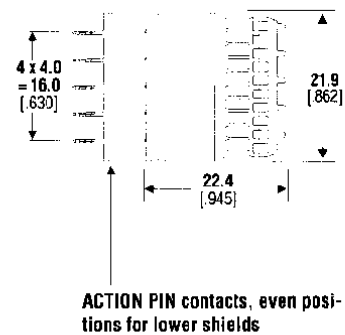 4 x 4.0
= 16.0
[.630]
21.9
[.862]
22.4
[.945]
ACTION PIN contacts, even posi-
tions for lower shields